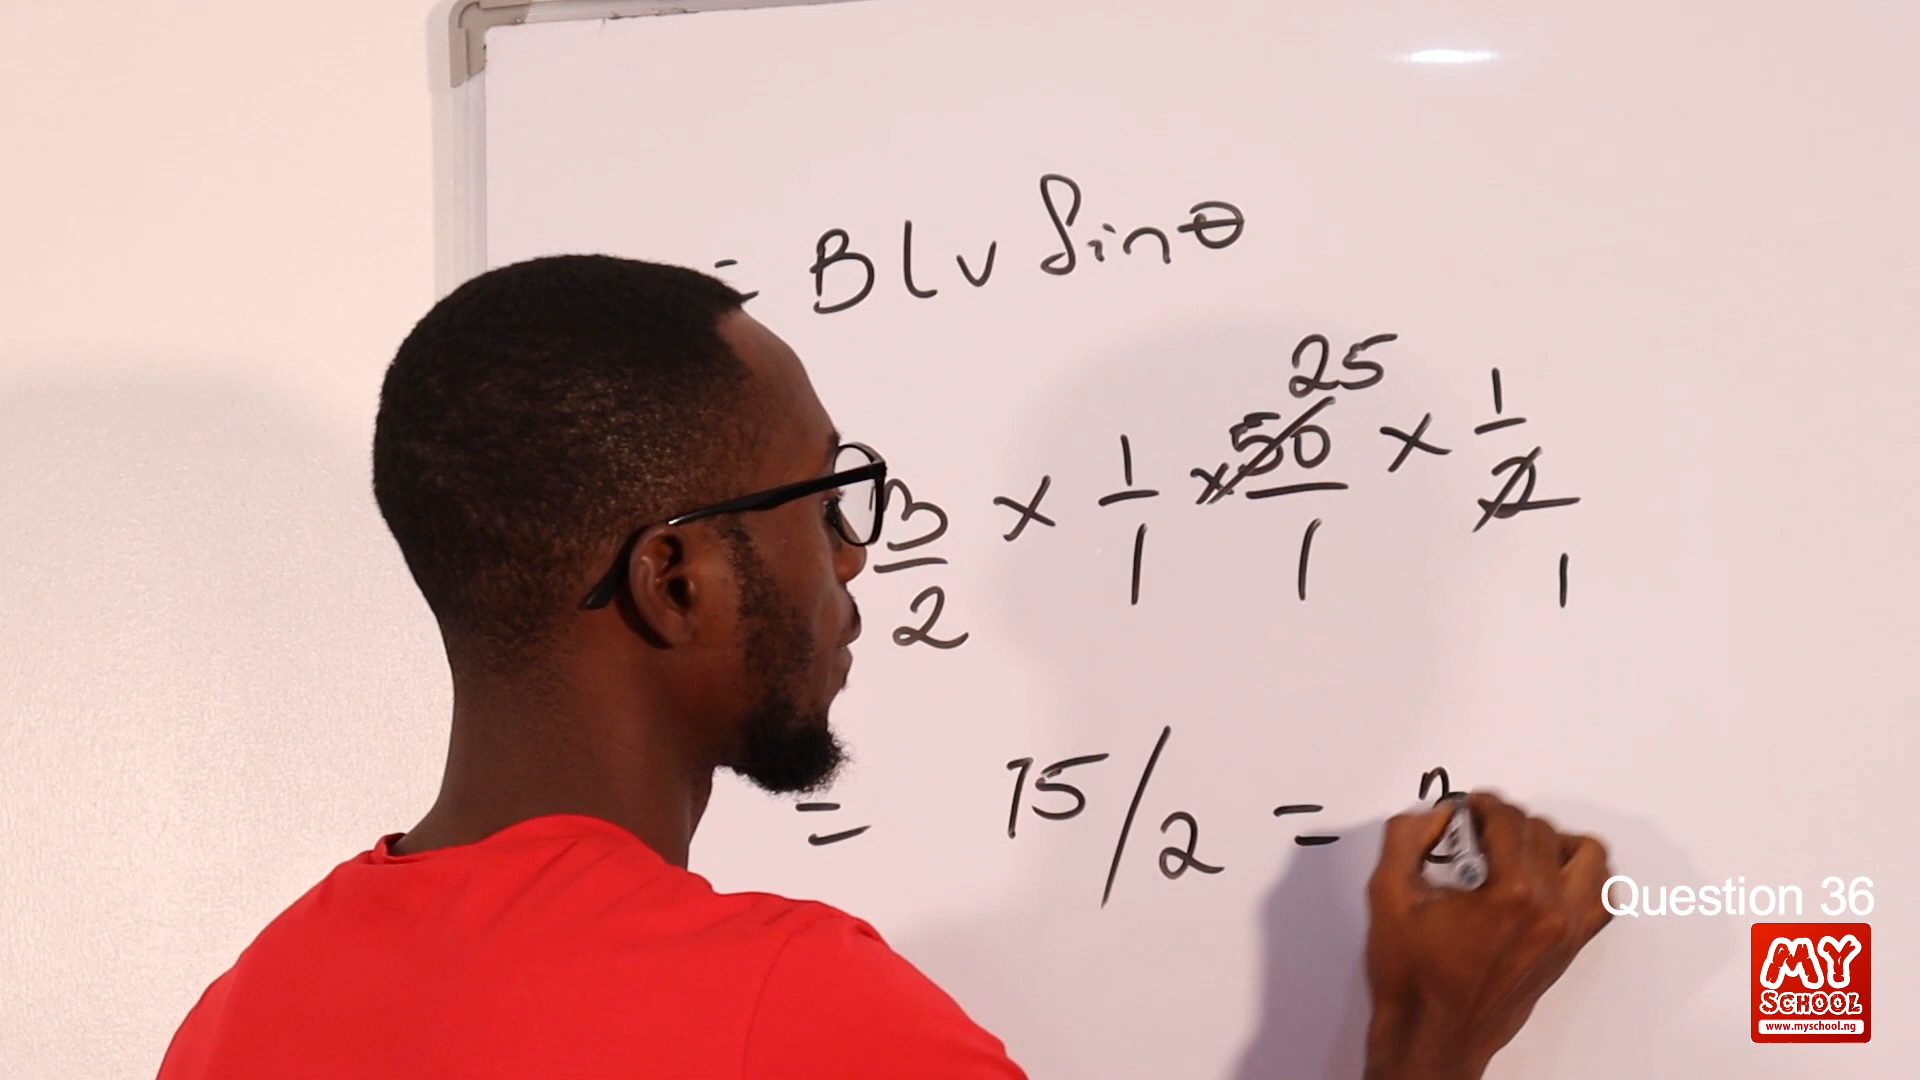 = BLv Sinθ
25
3/2 × 1/1 × 50/1 × 1/2
1
= 75/2 =
Question 36
MY
SCHOOL
www.myschool.ng